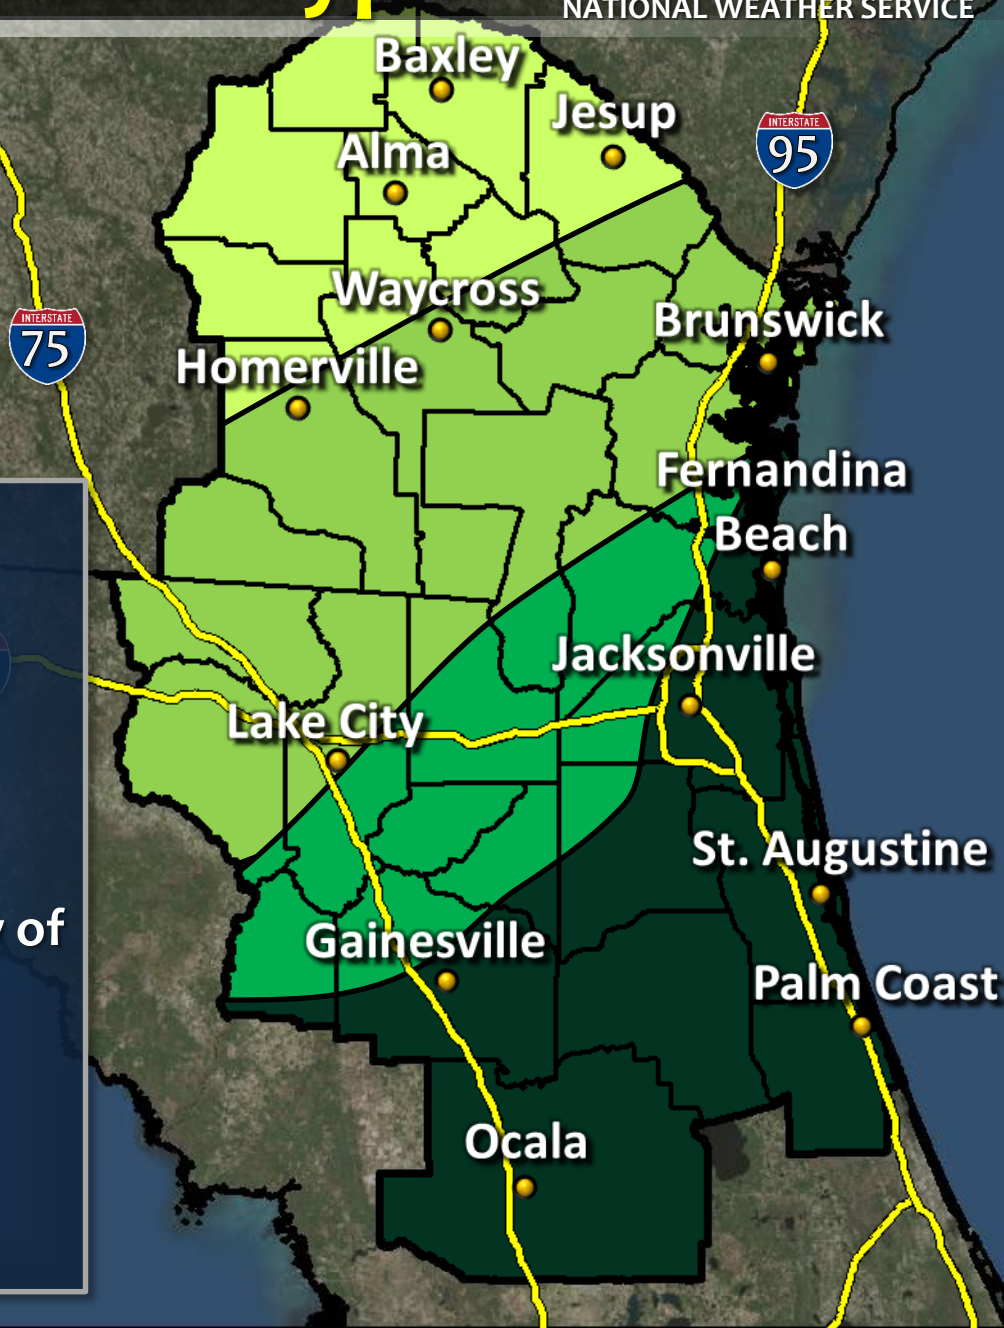 NATIONAL WEATHER SERVICE
Baxley
Jesup
INTERSTATE
95
Alma
Waycross
Brunswick
INTERSTATE
75
Homerville
Fernandina
Beach
Jacksonville
Lake City
St. Augustine
of
Gainesville
Palm Coast
Ocala